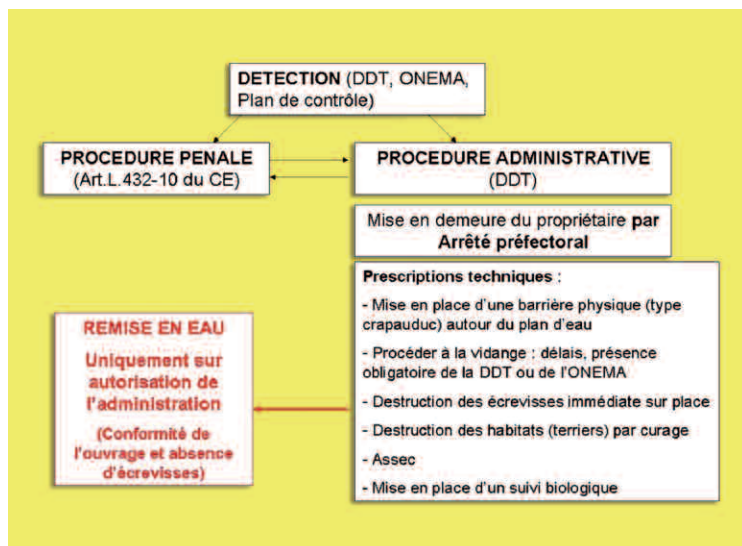 DETECTION (DDT, ONEMA,
Plan de contrôle)
PROCEDURE PENALE
(Art.L.432-10 du CE)
PROCEDURE ADMINISTRATIVE
(DDT)
Mise en demeure du propriétaire par
Arrêté préfectoral
Prescriptions techniques :
- Mise en place d'une barrière physique (type
crapauduc) autour du plan d'eau
- Procéder à la vidange : délais, présence
obligatoire de la DDT ou de l'ONEMA
- Destruction des écrevisses immédiate sur place
- Destruction des habitats (terriers) par curage
- Assec
- Mise en place d'un suivi biologique
REMISE EN EAU
Uniquement sur
autorisation de
l'administration
(Conformité de
l'ouvrage et absence
d'écrevisses)